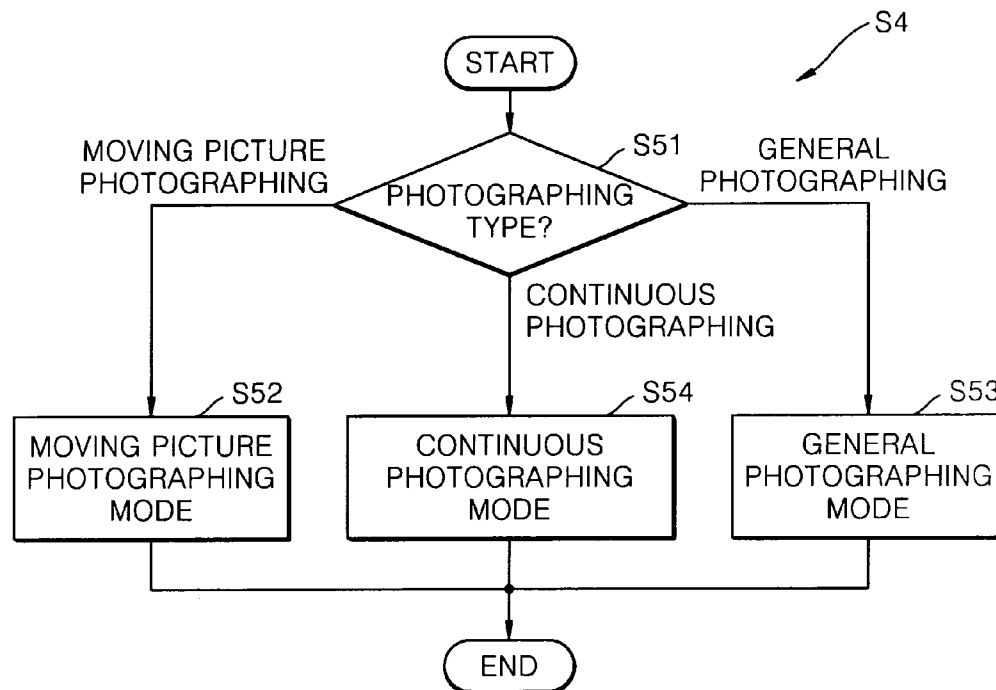 S4
START
S51
MOVING PICTURE
PHOTOGRAPHING
GENERAL
PHOTOGRAPHING
PHOTOGRAPHING
TYPE?
CONTINUOUS
PHOTOGRAPHING
S52
S54
S53
MOVING PICTURE
PHOTOGRAPHING
MODE
CONTINUOUS
PHOTOGRAPHING
MODE
GENERAL
PHOTOGRAPHING
MODE
END